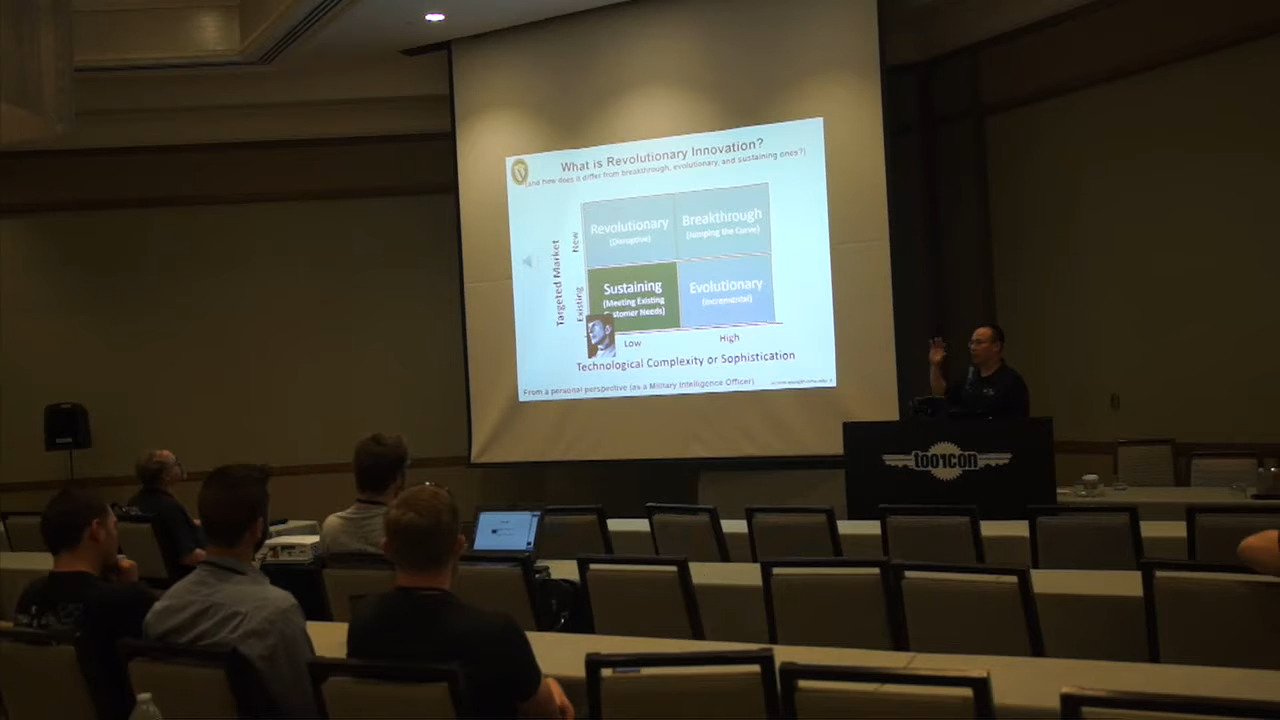 What is Revolutionary Innovation?
(and how does it differ from breakthrough, evolutionary, and sustaining ones?)
Targeted Market
New
Existing
Revolutionary
(Disruptive)
Breakthrough
(Jumping the Curve)
Sustaining
(Meeting Existing
Customer Needs)
Evolutionary
(Incremental)
Low
High
Technological Complexity or Sophistication
From a personal perspective (as a Military Intelligence Officer)
too1con